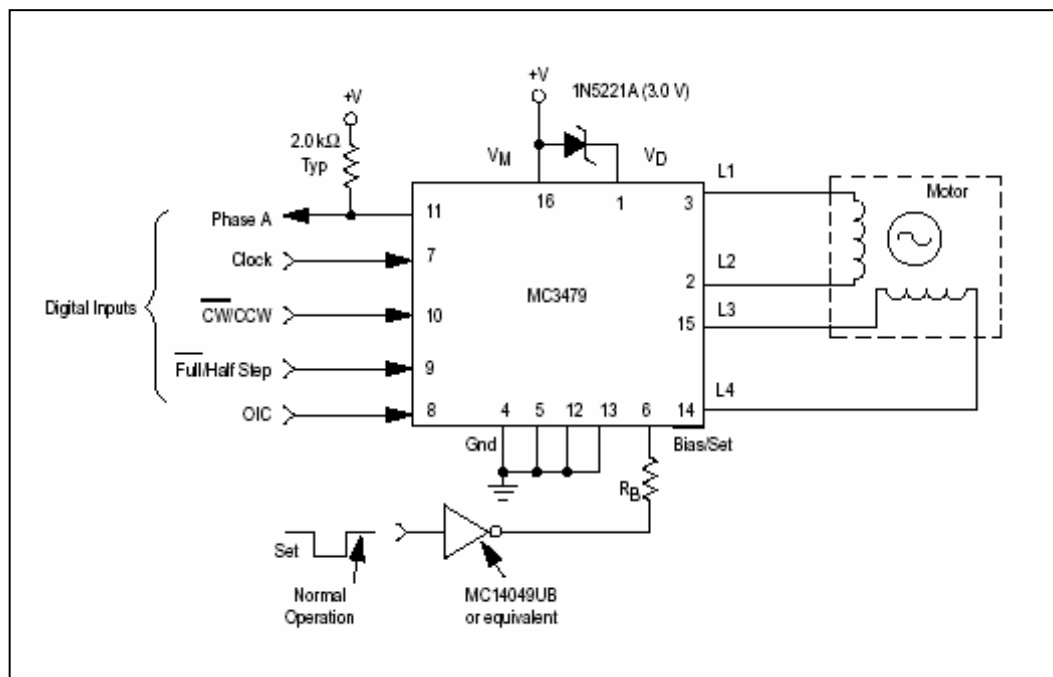 +V
1N5221A (3.0 V)
+V
2.0 kΩ
Typ
VM
VD
L1
16
1
3
Motor
Phase A
11
Clock
7
L2
2
MC3479
Digital Inputs
CW/CCW
10
15
L3
Full/Half Step
9
L4
OIC
8
4
5
12
13
6
14
Gnd
Bias/Set
RB
Set
Normal
Operation
MC14049UB
or equivalent